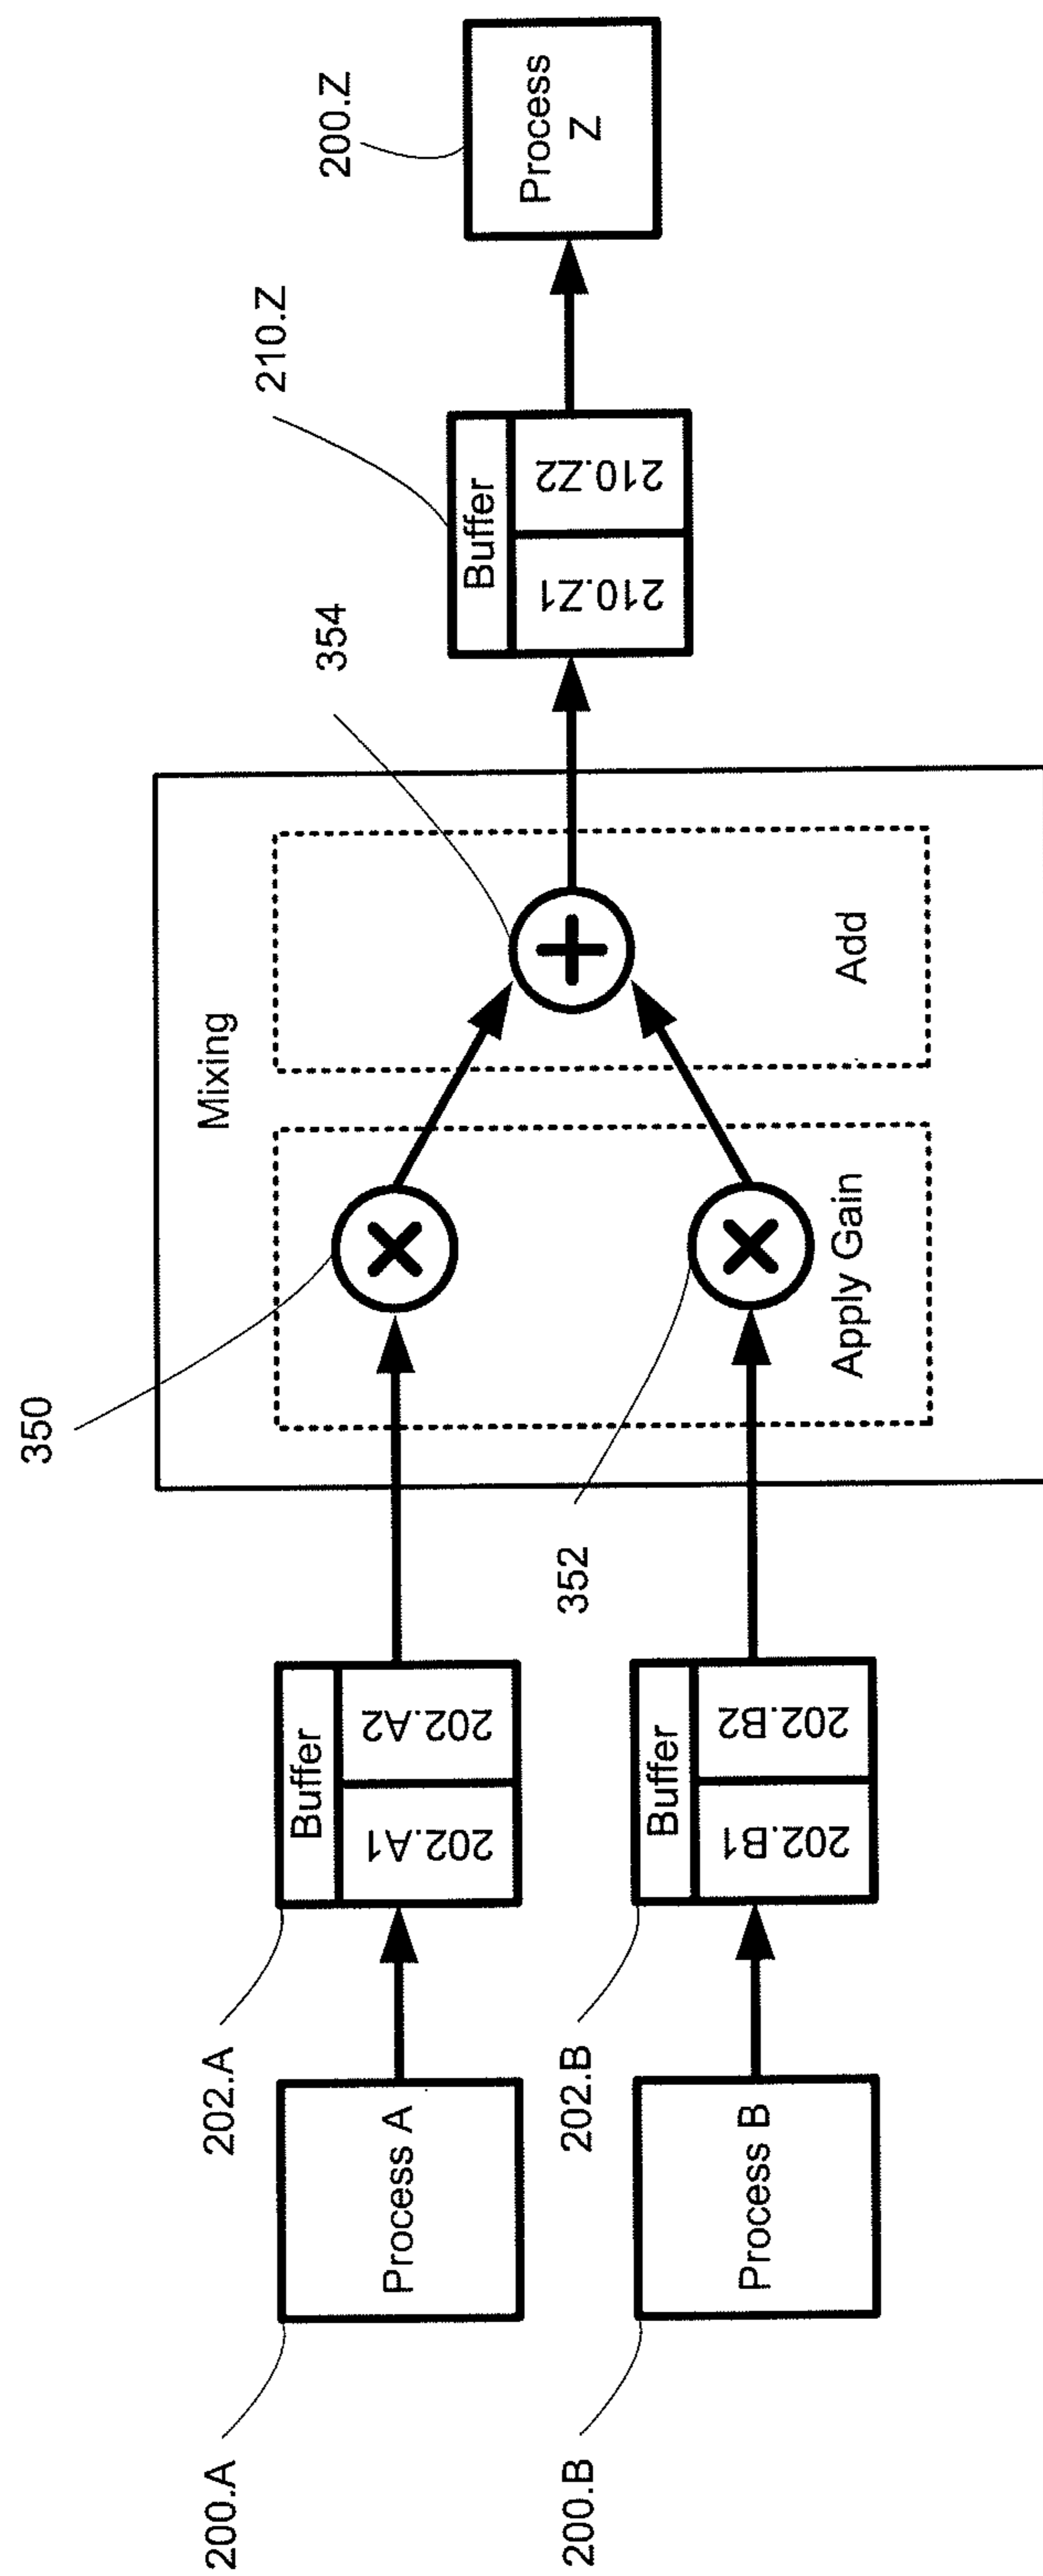 200.A
Process A
202.A
Buffer
202.A1
202.A2
200.B
Process B
202.B
Buffer
202.B1
202.B2
350
352
Mixing
Apply Gain
Add
354
210.Z
Buffer
210.Z1
210.Z2
200.Z
Process
Z